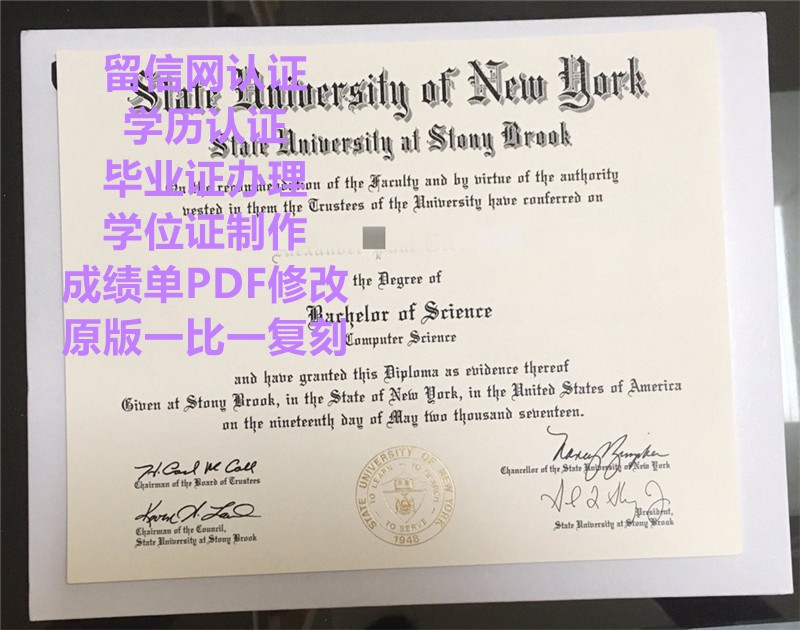 留信网认证
State University of New York
学历认证
State University at Stony Brook
毕业证办理
On the recommendation of the Faculty and by virtue of the authority
vested in them the Trustees of the University have conferred on
学位证制作
the Degree of
成绩单PDF修改
Bachelor of Science
原版一比一复刻
Computer Science
and have granted this Diploma as evidence thereof
Given at Stony Brook, in the State of New York, in the United States of America
on the nineteenth day of May two thousand seventeen.
H. Carl McCall
Chairman of the Board of Trustees
Chancellor of the State University of New York
Chairman of the Council,
State University at Stony Brook
President,
State University at Stony Brook
STATE UNIVERSITY OF NEW YORK
TO LEARN – TO SEARCH
TO SERVE
1948